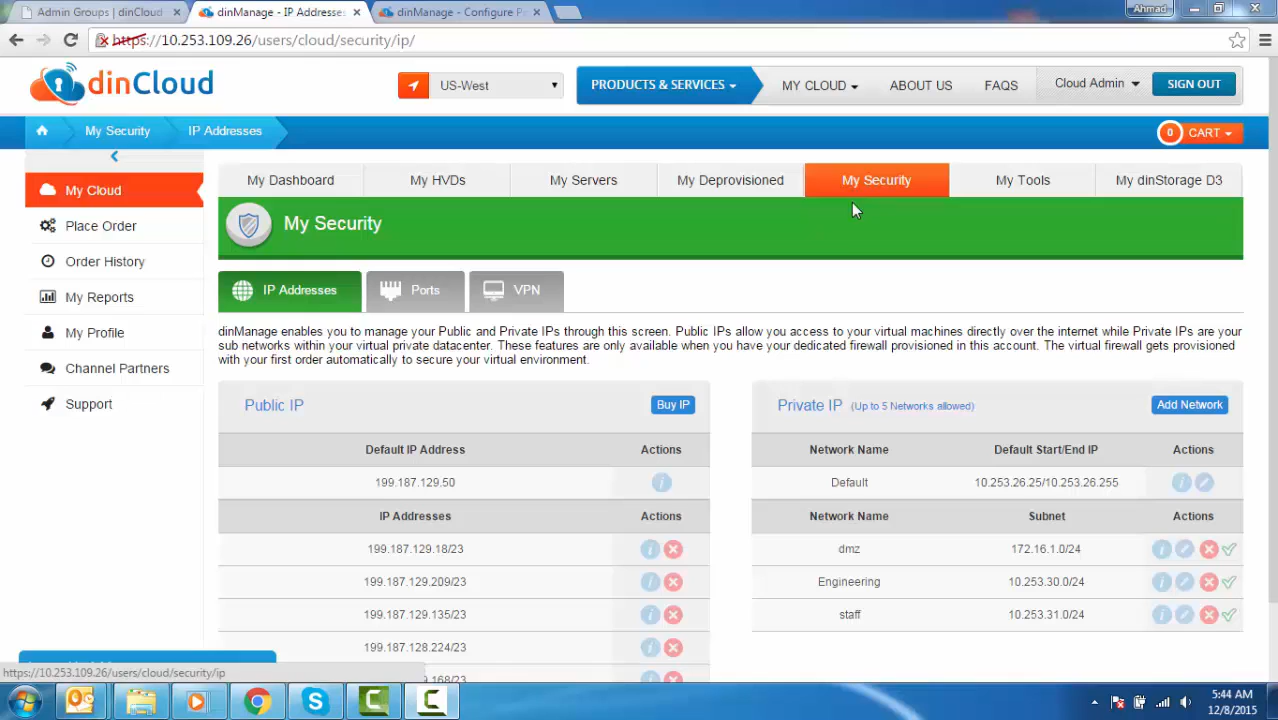 Admin Groups | dinCloud
dinManage - IP Addresses
dinManage - Configure Po
Ahmad
https://10.253.109.26/users/cloud/security/ip/
dinCloud
US-West
PRODUCTS & SERVICES
MY CLOUD
ABOUT US
FAQS
Cloud Admin
SIGN OUT
My Security
IP Addresses
0
CART
My Cloud
Place Order
Order History
My Reports
My Profile
Channel Partners
Support
My Dashboard
My HVDs
My Servers
My Deprovisioned
My Security
My Tools
My dinStorage D3
My Security
IP Addresses
Ports
VPN
dinManage enables you to manage your Public and Private IPs through this screen. Public IPs allow you access to your virtual machines directly over the internet while Private IPs are your
sub networks within your virtual private datacenter. These features are only available when you have your dedicated firewall provisioned in this account. The virtual firewall gets provisioned
with your first order automatically to secure your virtual environment.
Public IP
Buy IP
Default IP Address
Actions
199.187.129.50
IP Addresses
Actions
199.187.129.18/23
199.187.129.209/23
199.187.129.135/23
199.187.128.224/23
.168/23
Private IP (Up to 5 Networks allowed)
Add Network
Network Name
Default Start/End IP
Actions
Default
10.253.26.25/10.253.26.255
Network Name
Subnet
Actions
dmz
172.16.1.0/24
Engineering
10.253.30.0/24
staff
10.253.31.0/24
https://10.253.109.26/users/cloud/security/ip
5:44 AM
12/8/2015